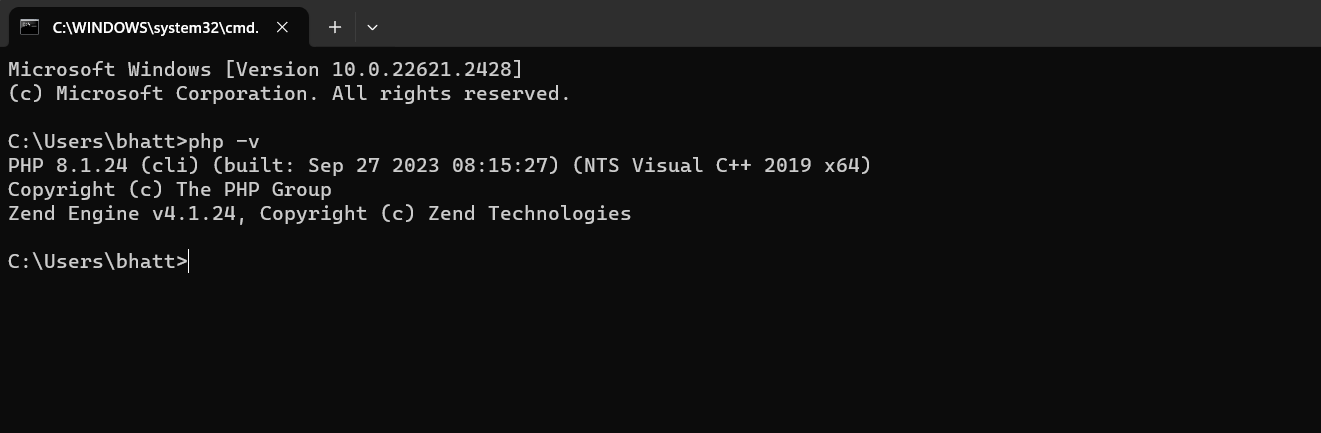 C:\WINDOWS\system32\cmd.
Microsoft Windows [Version 10.0.22621.2428]
(c) Microsoft Corporation. All rights reserved.
C:\Users\bhatt>php -v
PHP 8.1.24 (cli) (built: Sep 27 2023 08:15:27) (NTS Visual C++ 2019 x64)
Copyright (c) The PHP Group
Zend Engine v4.1.24, Copyright (c) Zend Technologies
C:\Users\bhatt>